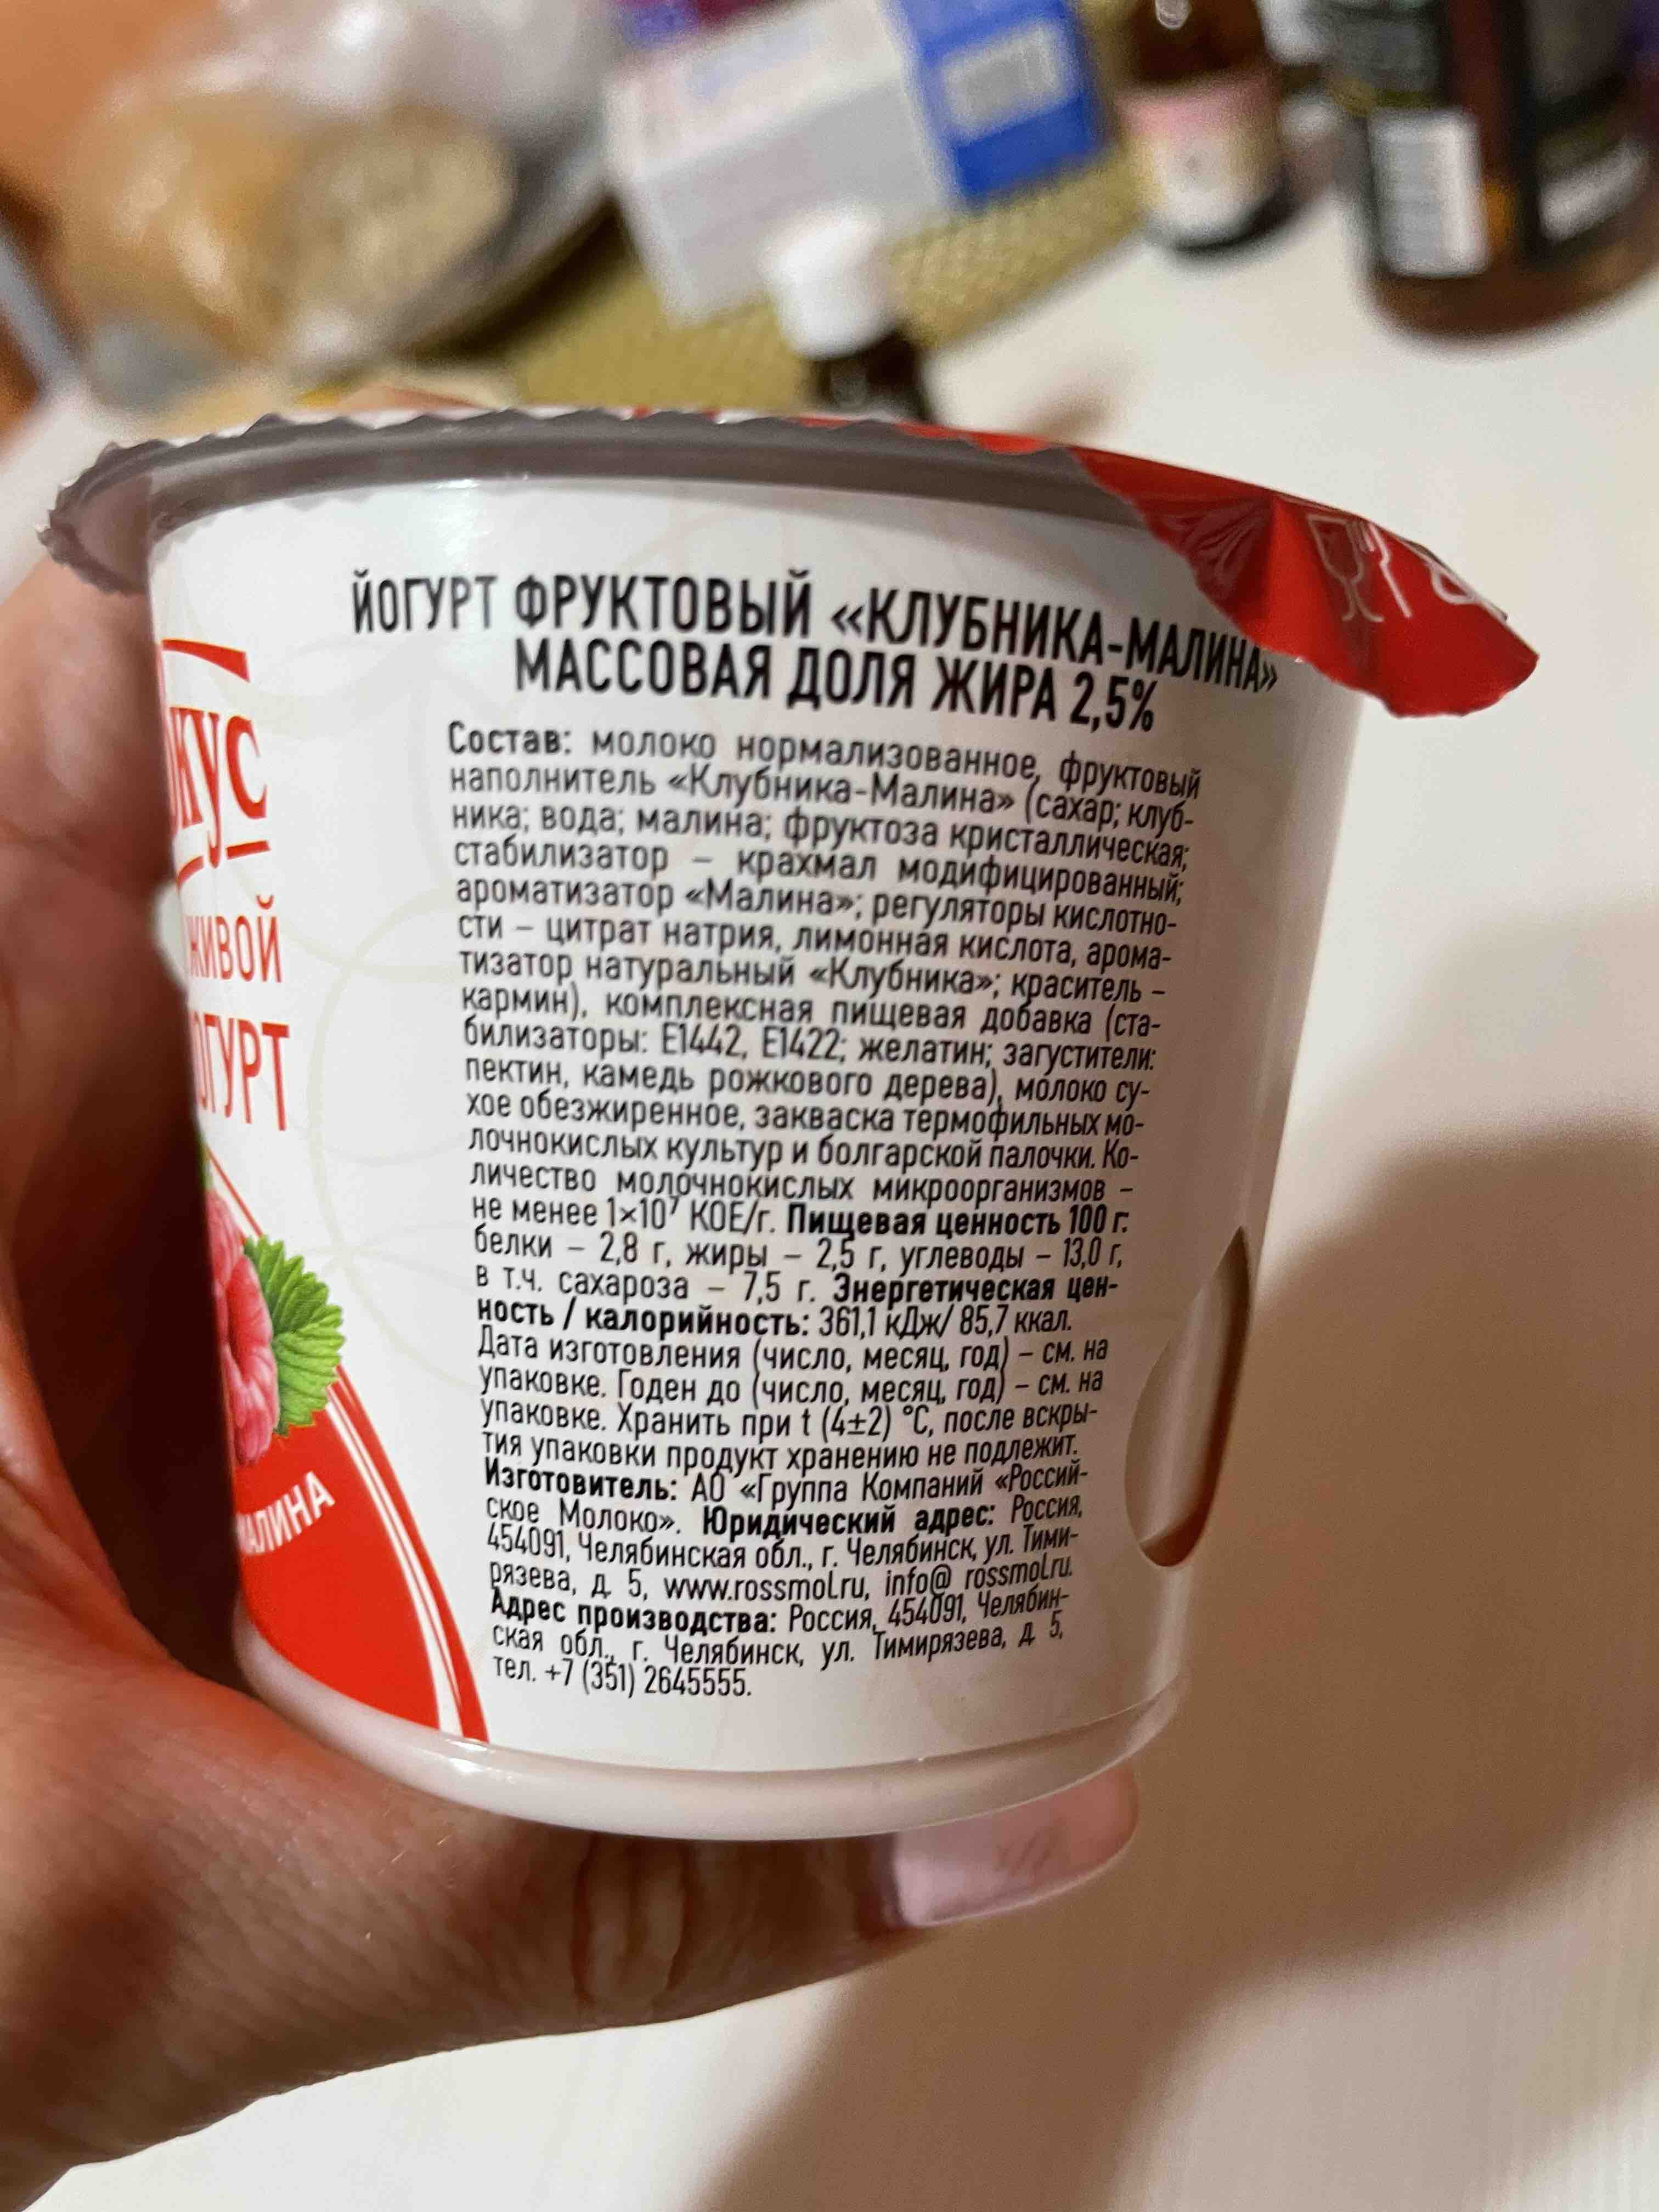 ЙОГУРТ ФРУКТОВЫЙ «КЛУБНИКА-МАЛИНА»
МАССОВАЯ ДОЛЯ ЖИРА 2,5%
Состав: молоко нормализованное, фруктовый
наполнитель «Клубника-Малина» (сахар; клуб-
ника; вода; малина; фруктоза кристаллическая;
стабилизатор – крахмал модифицированный;
ароматизатор «Малина»; регуляторы кислотно-
сти – цитрат натрия, лимонная кислота, арома-
тизатор натуральный «Клубника»; краситель –
кармин), комплексная пищевая добавка (ста-
билизаторы: Е1442, Е1422; желатин; загустители:
пектин, камедь рожкового дерева), молоко су-
хое обезжиренное, закваска термофильных мо-
лочнокислых культур и болгарской палочки. Ко-
личество молочнокислых микроорганизмов –
не менее 1×10⁷ КОЕ/г. Пищевая ценность 100 г:
белки – 2,8 г, жиры – 2,5 г, углеводы – 13,0 г,
в т.ч. сахароза – 7,5 г. Энергетическая цен-
ность / калорийность: 361,1 кДж/ 85,7 ккал.
Дата изготовления (число, месяц, год) – см. на
упаковке. Годен до (число, месяц, год) – см. на
упаковке. Хранить при t (4±2) °С, после вскры-
тия упаковки продукт хранению не подлежит.
Изготовитель: АО «Группа Компаний «Россий-
ское Молоко». Юридический адрес: Россия,
454091, Челябинская обл., г. Челябинск, ул. Тими-
рязева, д. 5, www.rossmol.ru, info@ rossmol.ru.
Адрес производства: Россия, 454091, Челябин-
ская обл., г. Челябинск, ул. Тимирязева, д. 5,
тел. +7 (351) 2645555.
кус
живой
огурт
алина